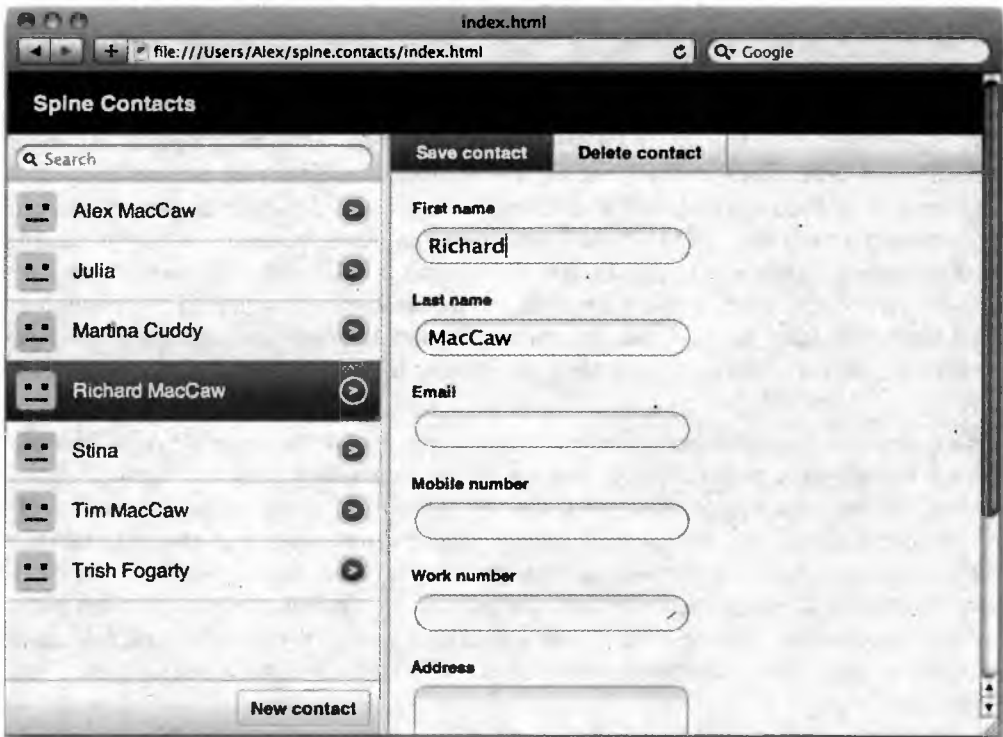 index.html
file:///Users/Alex/spine.contacts/index.html
Google
Spine Contacts
Search
Alex MacCaw
Julia
Martina Cuddy
Richard MacCaw
Stina
Tim MacCaw
Trish Fogarty
New contact
Save contact
Delete contact
First name
Richard
Last name
MacCaw
Email
Mobile number
Work number
Address